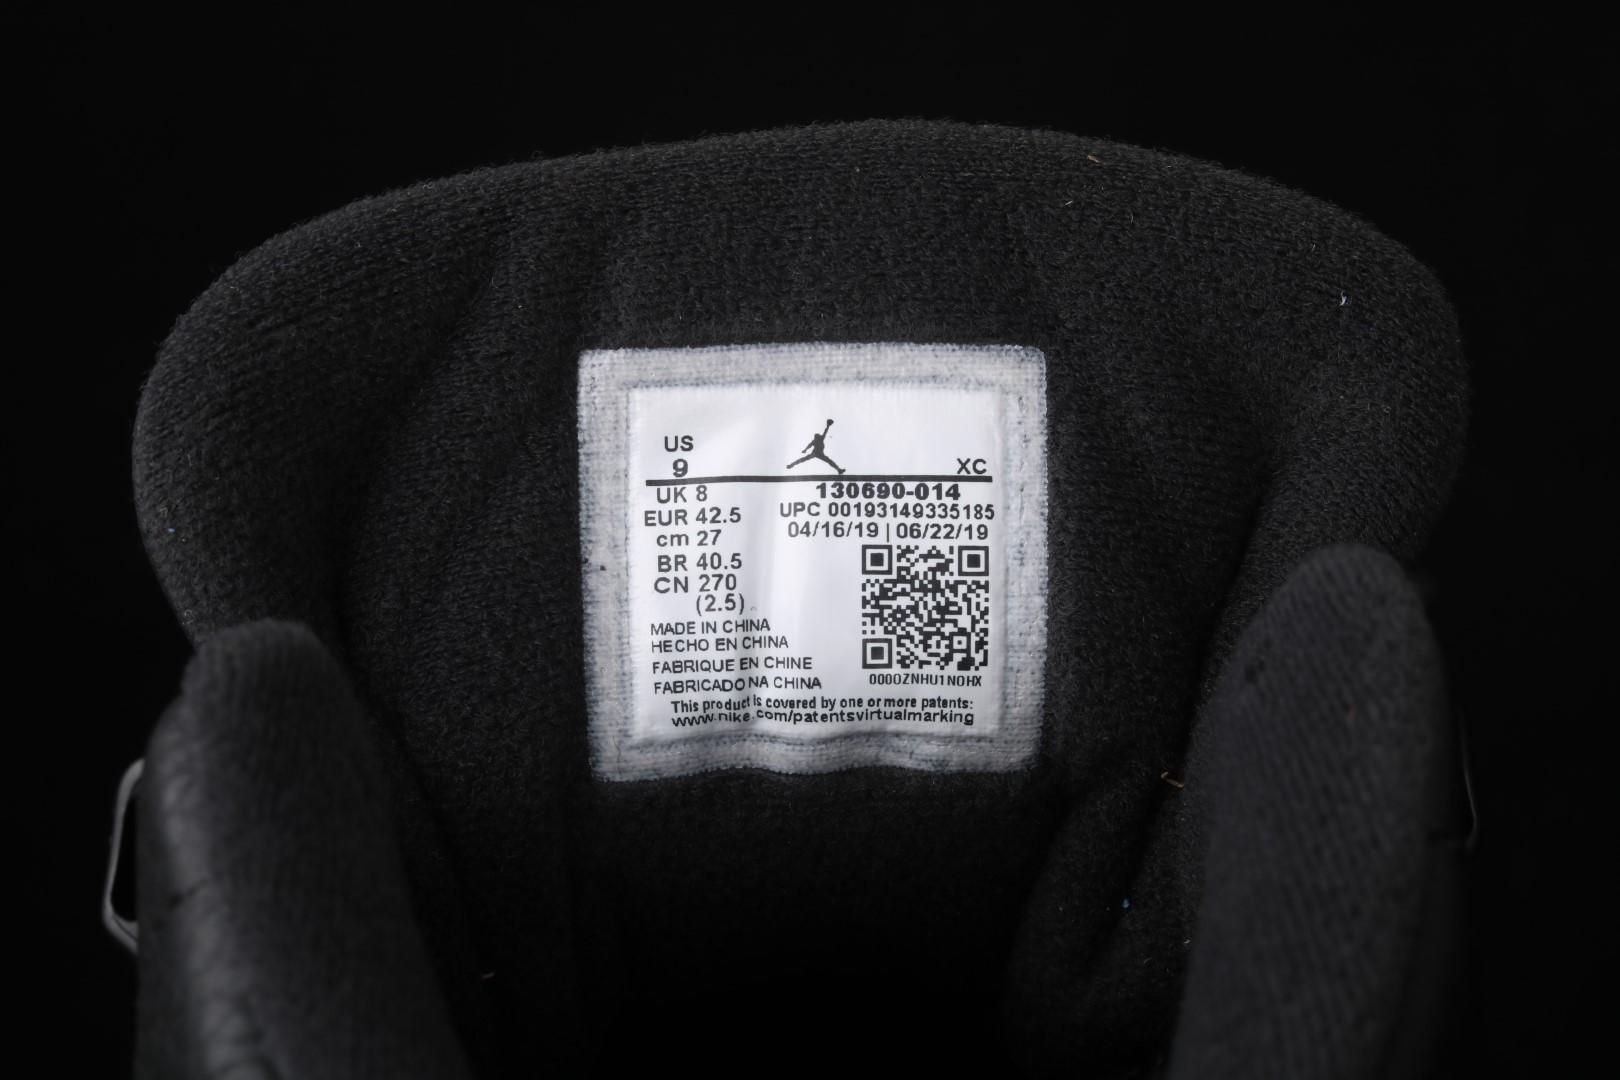 US
9
XC
UK 8
130690-014
EUR 42.5
UPC 00193149335185
cm 27
04/16/19 | 06/22/19
BR 40.5
CN 270
(2.5)
MADE IN CHINA
HECHO EN CHINA
FABRIQUE EN CHINE
FABRICADO NA CHINA
0000ZNHU1N0HX
This product is covered by one or more patents:
www.nike.com/patentsvirtualmarking